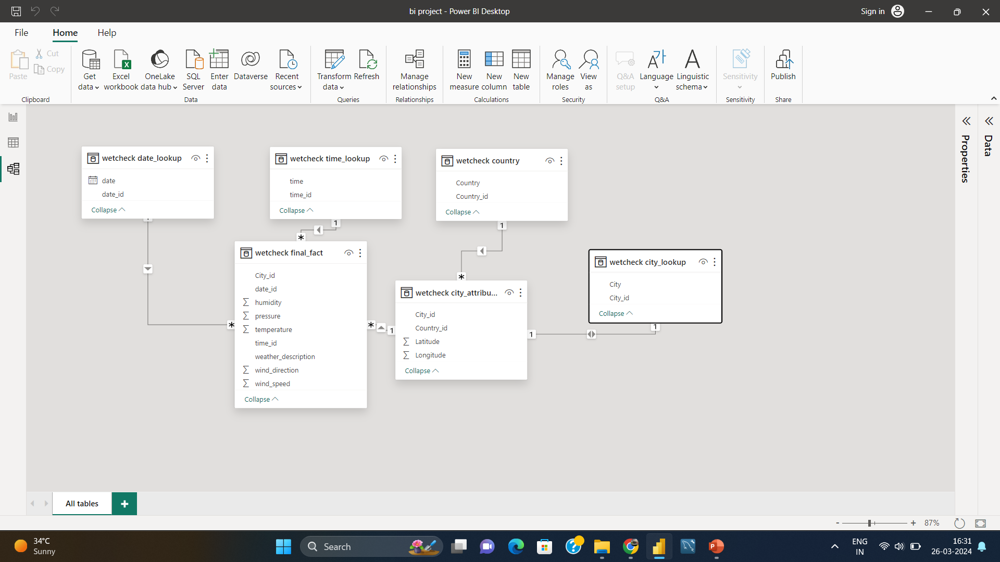 bi project - Power BI Desktop
Sign in
File
Home
Help
Paste
Cut
Copy
Clipboard
Get data
Excel workbook
OneLake data hub
SQL Server
Enter data
Dataverse
Recent sources
Data
Transform data
Refresh
Queries
Manage relationships
Relationships
New measure
New column
New table
Calculations
Manage roles
View as
Security
Q&A setup
Language
Linguistic schema
Q&A
Sensitivity
Sensitivity
Publish
Share
wetcheck date_lookup
date
date_id
Collapse
wetcheck time_lookup
time
time_id
Collapse
wetcheck country
Country
Country_id
Collapse
wetcheck final_fact
City_id
date_id
humidity
pressure
temperature
time_id
weather_description
wind_direction
wind_speed
Collapse
wetcheck city_attribu...
City_id
Country_id
Latitude
Longitude
Collapse
wetcheck city_lookup
City
City_id
Collapse
1
1
*
1
*
*
*
1
1
1
Properties
Data
All tables
+
- + 87%
34°C
Sunny
Search
ENG
IN
16:31
26-03-2024